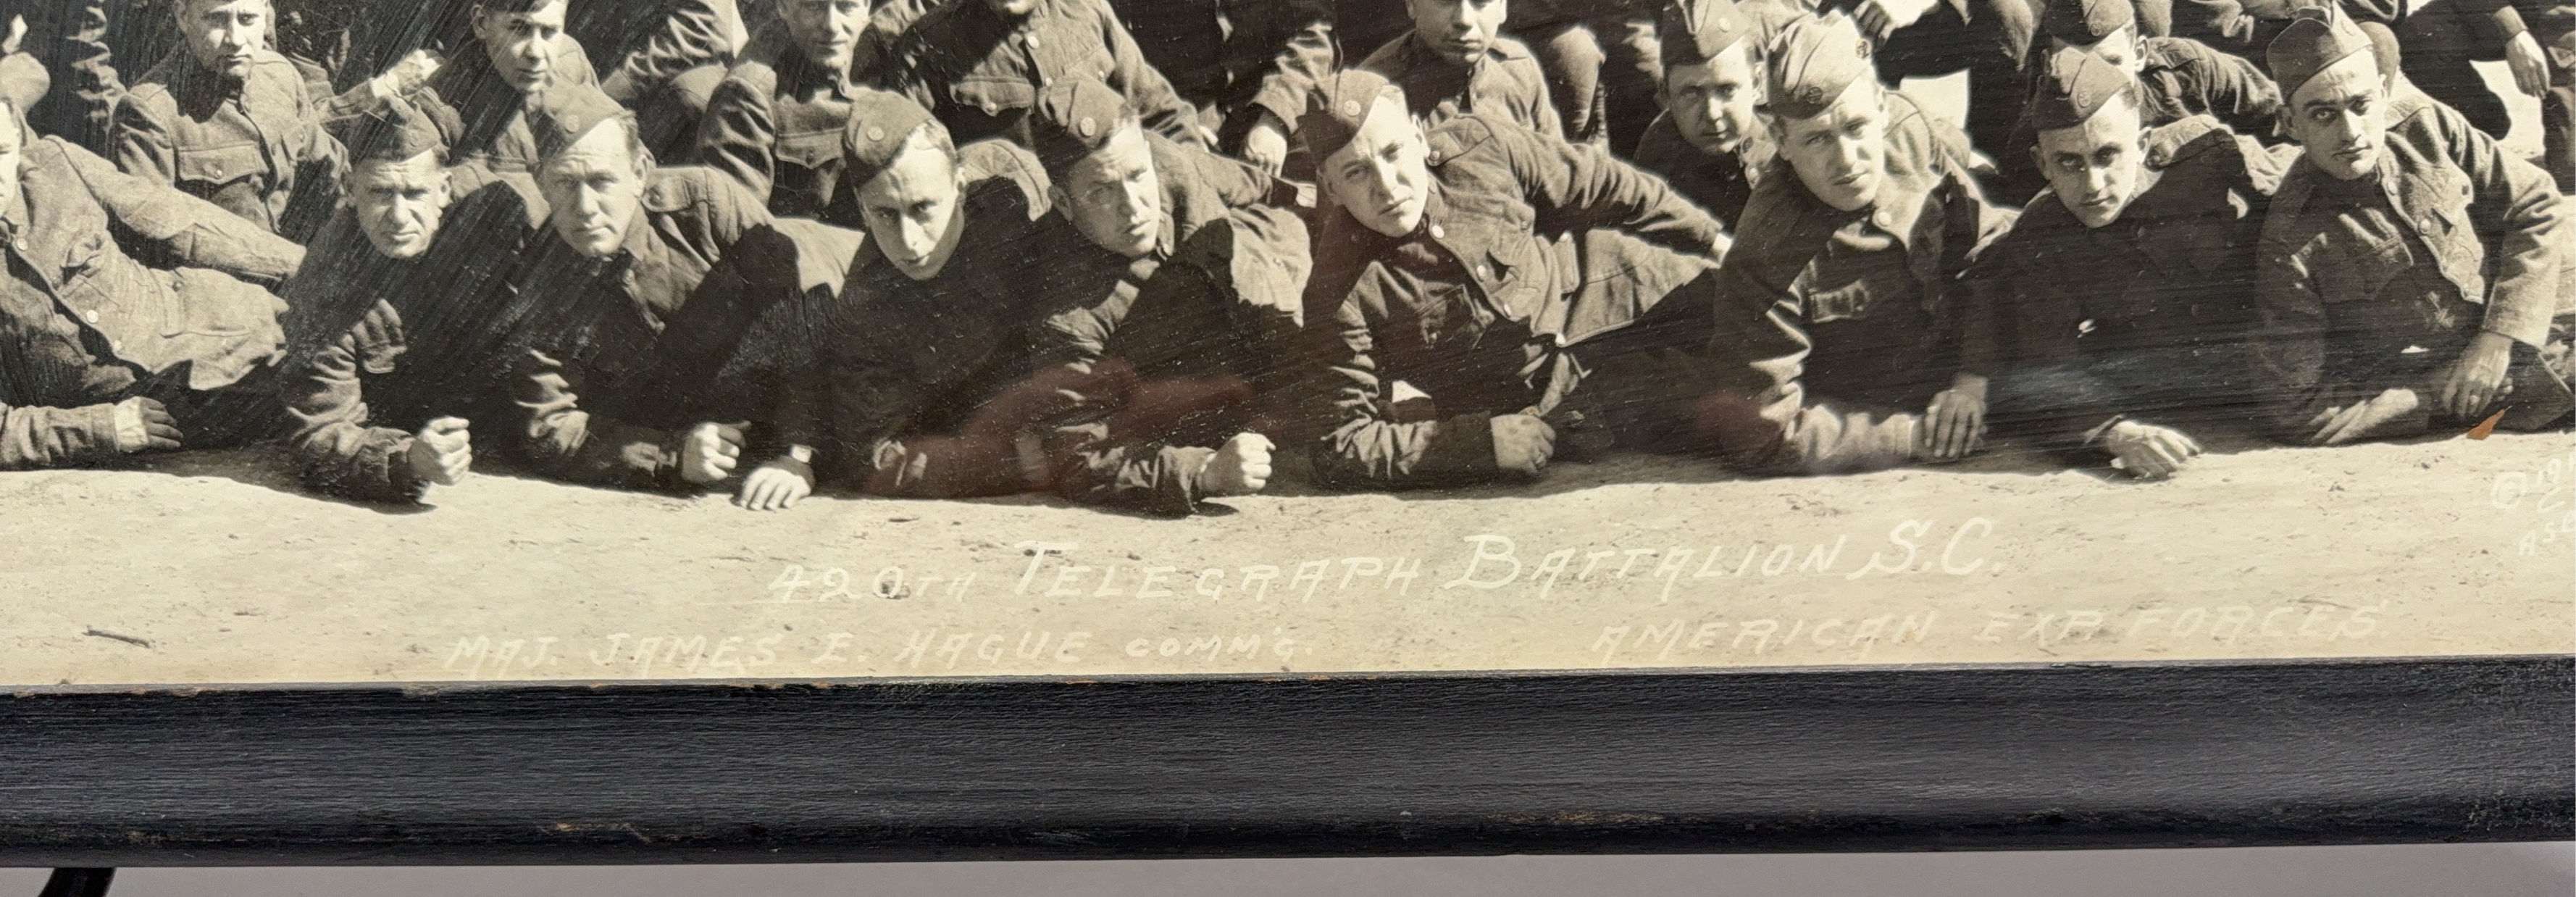 420TH TELEGRAPH BATTALION S.C.
MAJ. JAMES E. HAGUE COMM'G. AMERICAN EXP. FORCES.
©